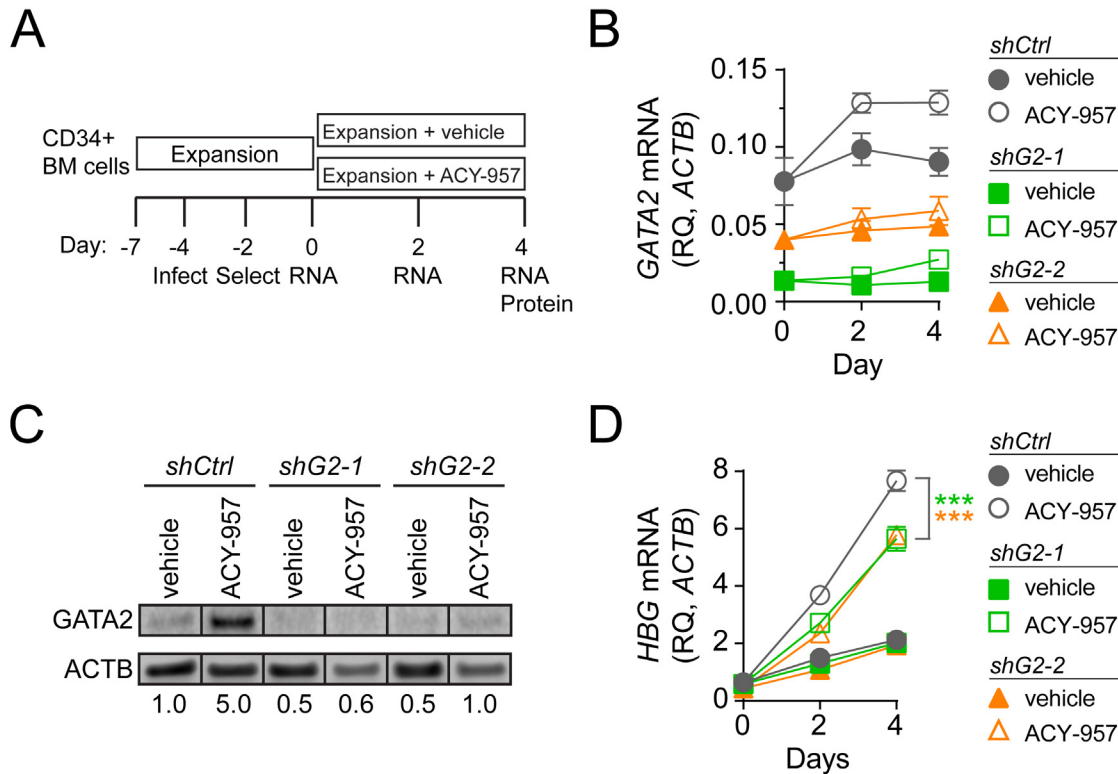 A
CD34+
BM cells
Expansion
Expansion + vehicle
Expansion + ACY-957
Day: -7 -4 -2 0 2 4
Infect Select RNA RNA RNA
Protein
B
GATA2 mRNA
(RQ, ACTB)
0.15
0.10
0.05
0.00
0 2 4
Day
shCtrl
vehicle
ACY-957
shG2-1
vehicle
ACY-957
shG2-2
vehicle
ACY-957
C
shCtrl shG2-1 shG2-2
vehicle ACY-957 vehicle ACY-957 vehicle ACY-957
GATA2
ACTB
1.0 5.0 0.5 0.6 0.5 1.0
D
HBG mRNA
(RQ, ACTB)
8
6
4
2
0
0 2 4
Days
***
***
shCtrl
vehicle
ACY-957
shG2-1
vehicle
ACY-957
shG2-2
vehicle
ACY-957